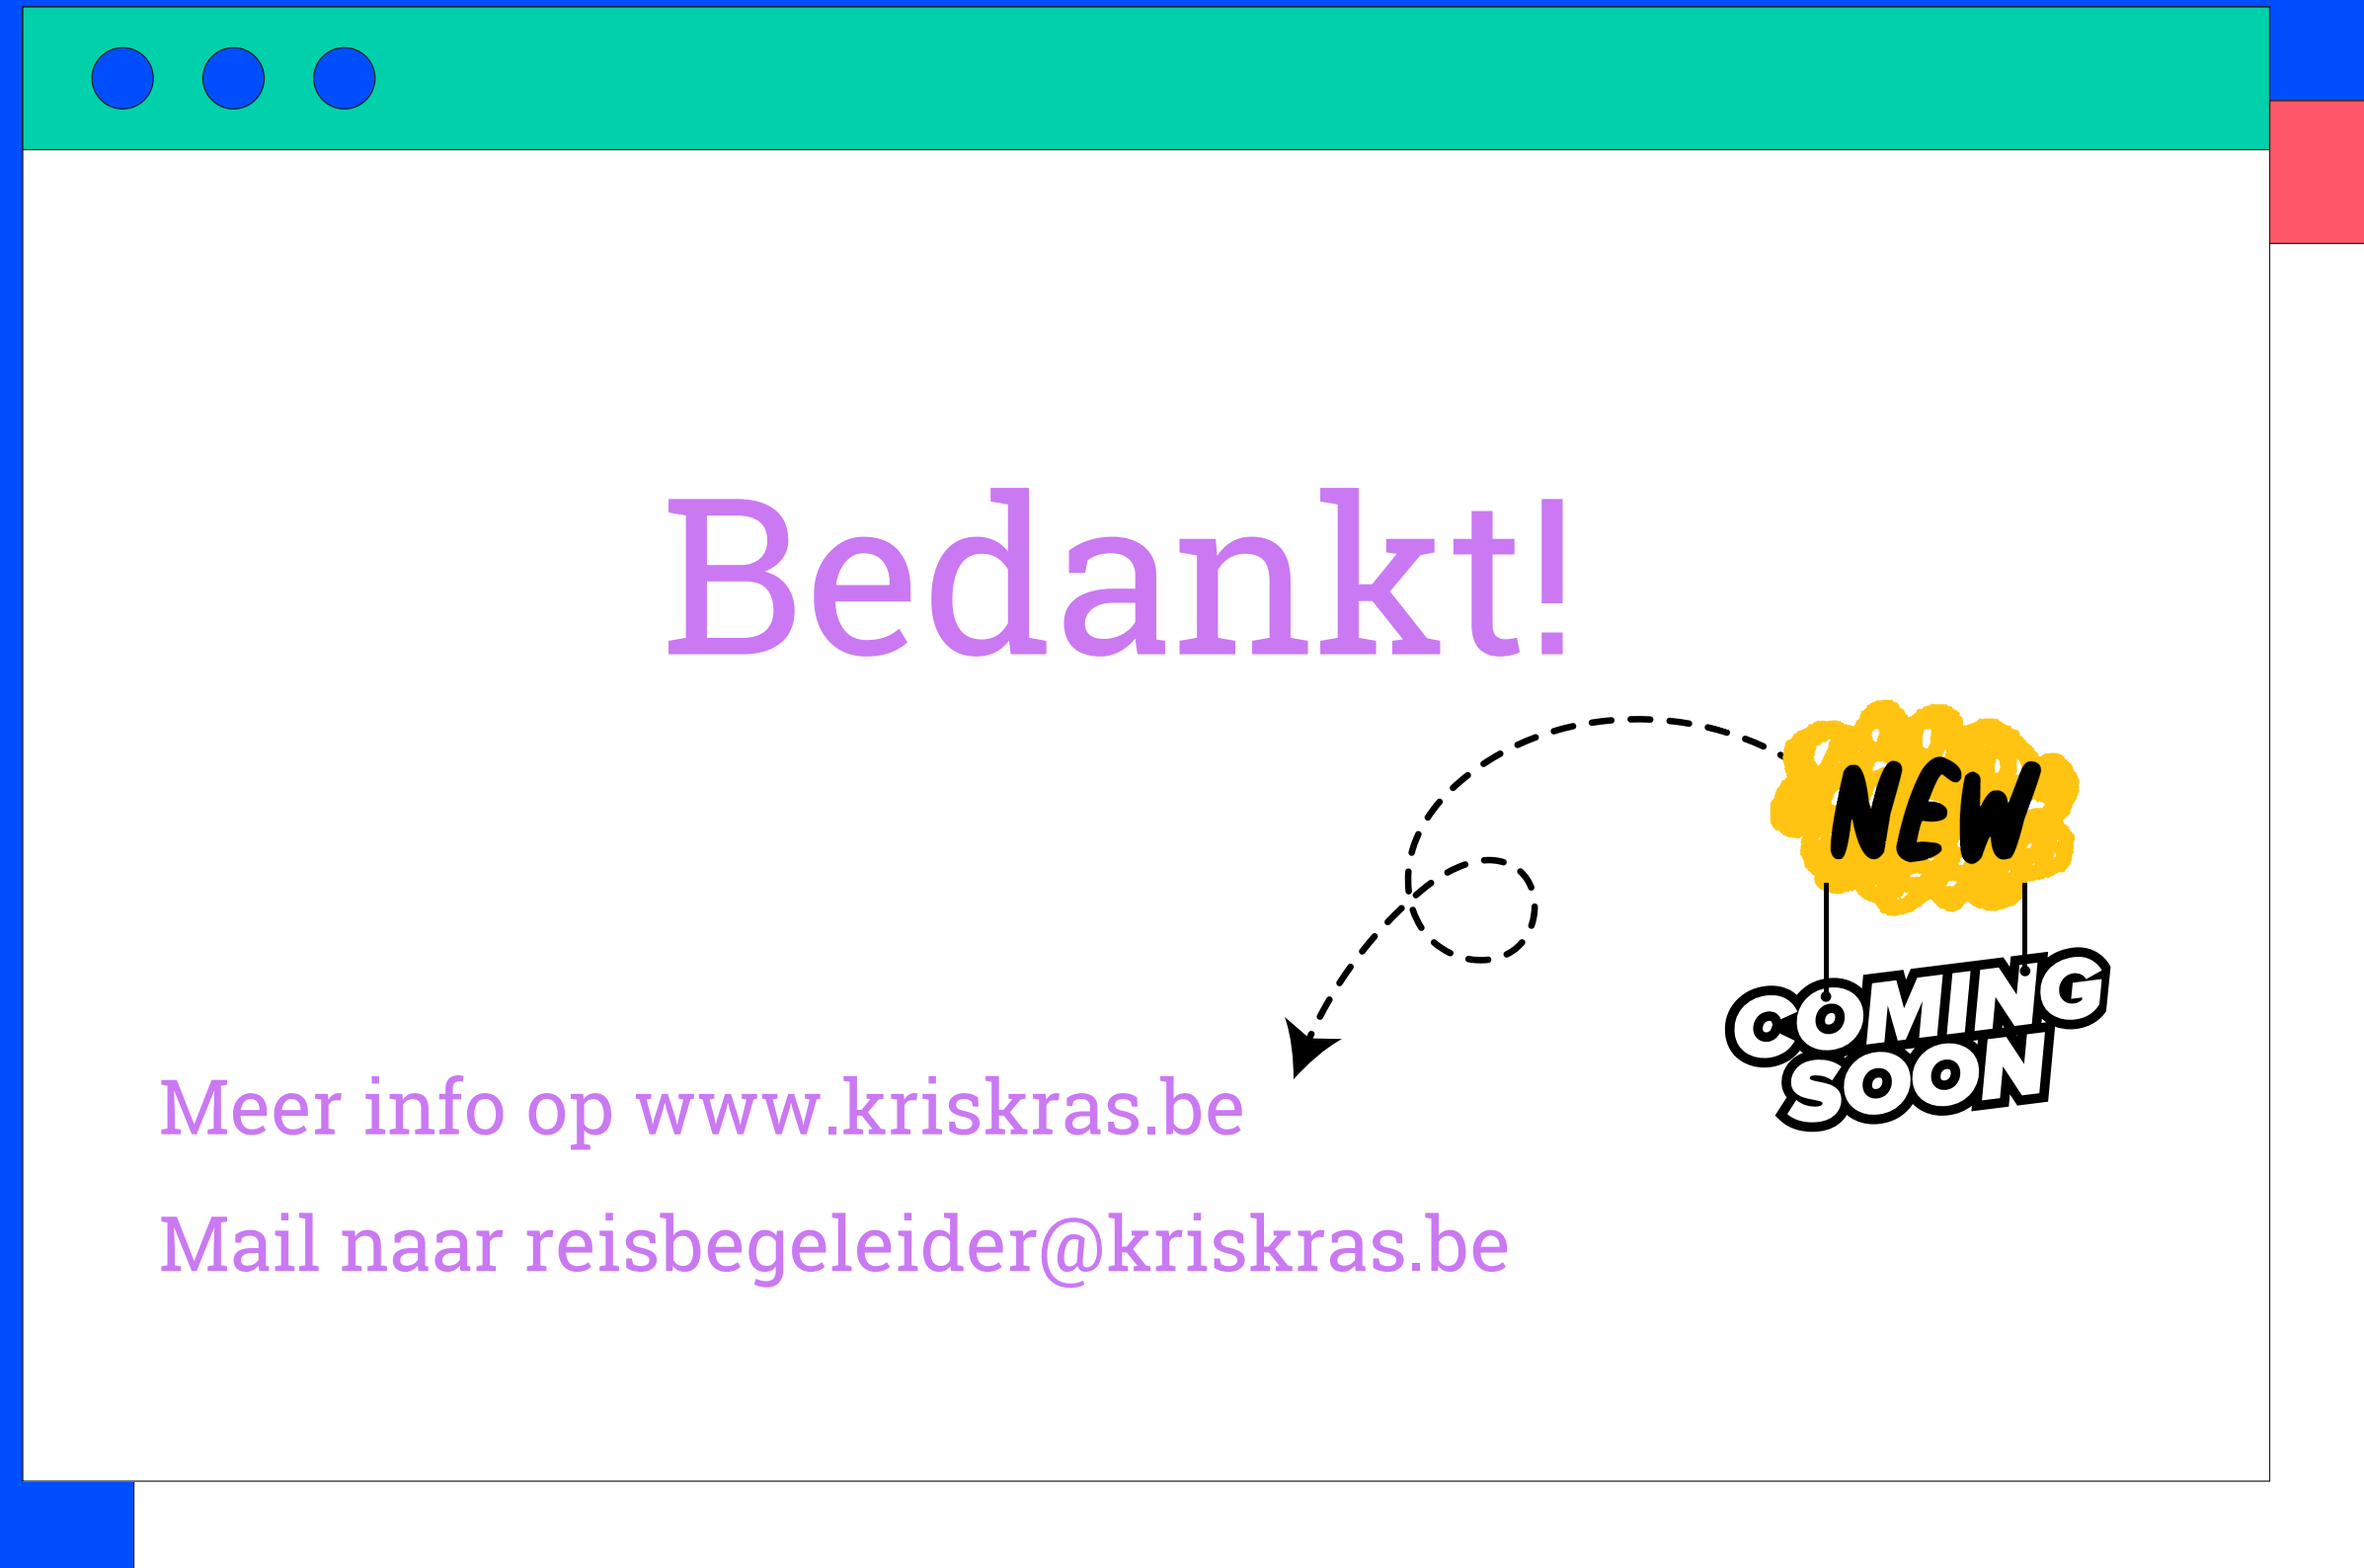 Bedankt!
NEW
COMING
SOON
Meer info op www.kriskras.be
Mail naar reisbegeleider@kriskras.be